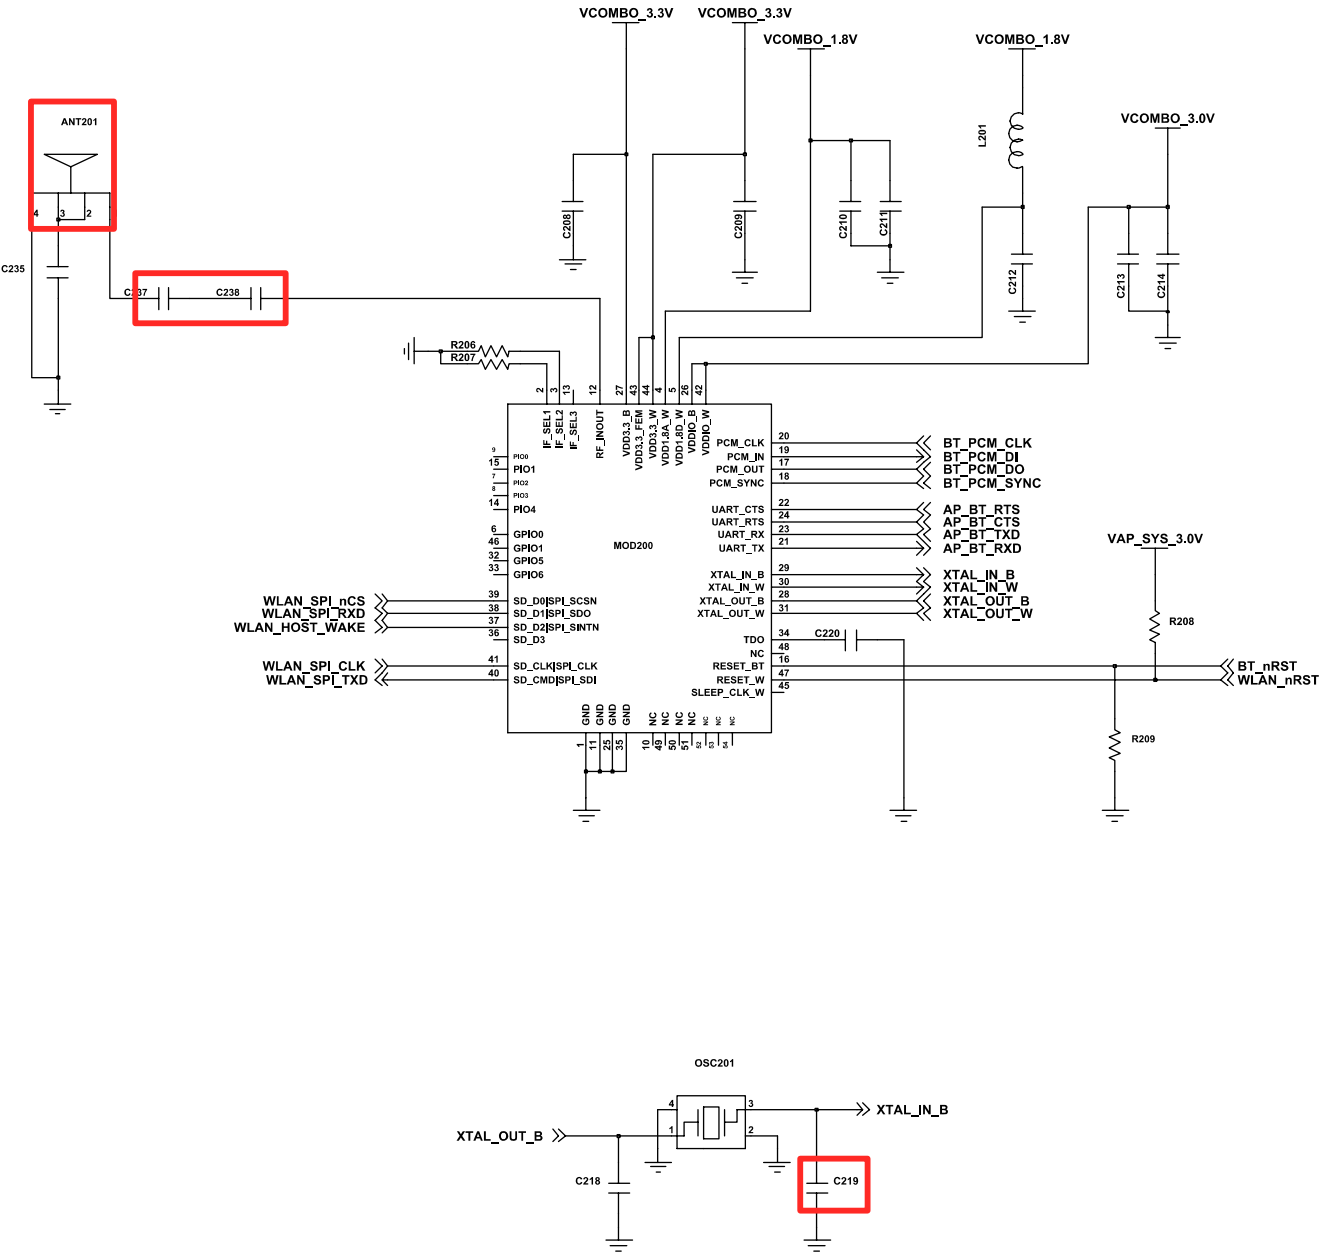 VCOMBO_3.3V VCOMBO_3.3V
VCOMBO_1.8V VCOMBO_1.8V
VCOMBO_3.0V
ANT201
L201
4 3 2
C208 C209 C210 C211 C212 C213 C214
C235
C237 C238
R206
R207
2 3 13 12 27 43 44 4 5 26 42
IF_SEL1 IF_SEL2 IF_SEL3 RF_INOUT VDD3.3_B VDD3.3_FEM VDD3.3_W VDD1.8A_W VDD1.8D_W VDDIO_B VDDIO_W
MOD200
9 PIO0
15 PIO1
7 PIO2
8 PIO3
14 PIO4
6 GPIO0
46 GPIO1
32 GPIO5
33 GPIO6
WLAN_SPI_nCS 39 SD_D0|SPI_SCSN
WLAN_SPI_RXD 38 SD_D1|SPI_SDO
WLAN_HOST_WAKE 37 SD_D2|SPI_SINTN
36 SD_D3
WLAN_SPI_CLK 41 SD_CLK|SPI_CLK
WLAN_SPI_TXD 40 SD_CMD|SPI_SDI
PCM_CLK 20 BT_PCM_CLK
PCM_IN 19 BT_PCM_DI
PCM_OUT 17 BT_PCM_DO
PCM_SYNC 18 BT_PCM_SYNC
UART_CTS 22 AP_BT_RTS
UART_RTS 24 AP_BT_CTS
UART_RX 23 AP_BT_TXD
UART_TX 21 AP_BT_RXD
XTAL_IN_B 29 XTAL_IN_B
XTAL_IN_W 30 XTAL_IN_W
XTAL_OUT_B 28 XTAL_OUT_B
XTAL_OUT_W 31 XTAL_OUT_W
TDO 34 C220
NC 48
RESET_BT 16 BT_nRST
RESET_W 47 WLAN_nRST
SLEEP_CLK_W 45
VAP_SYS_3.0V
R208
R209
GND GND GND GND NC NC NC NC NC NC NC
1 11 25 35 10 49 50 51 52 53 54
OSC201
4 3
XTAL_IN_B
XTAL_OUT_B 1 2
C218 C219